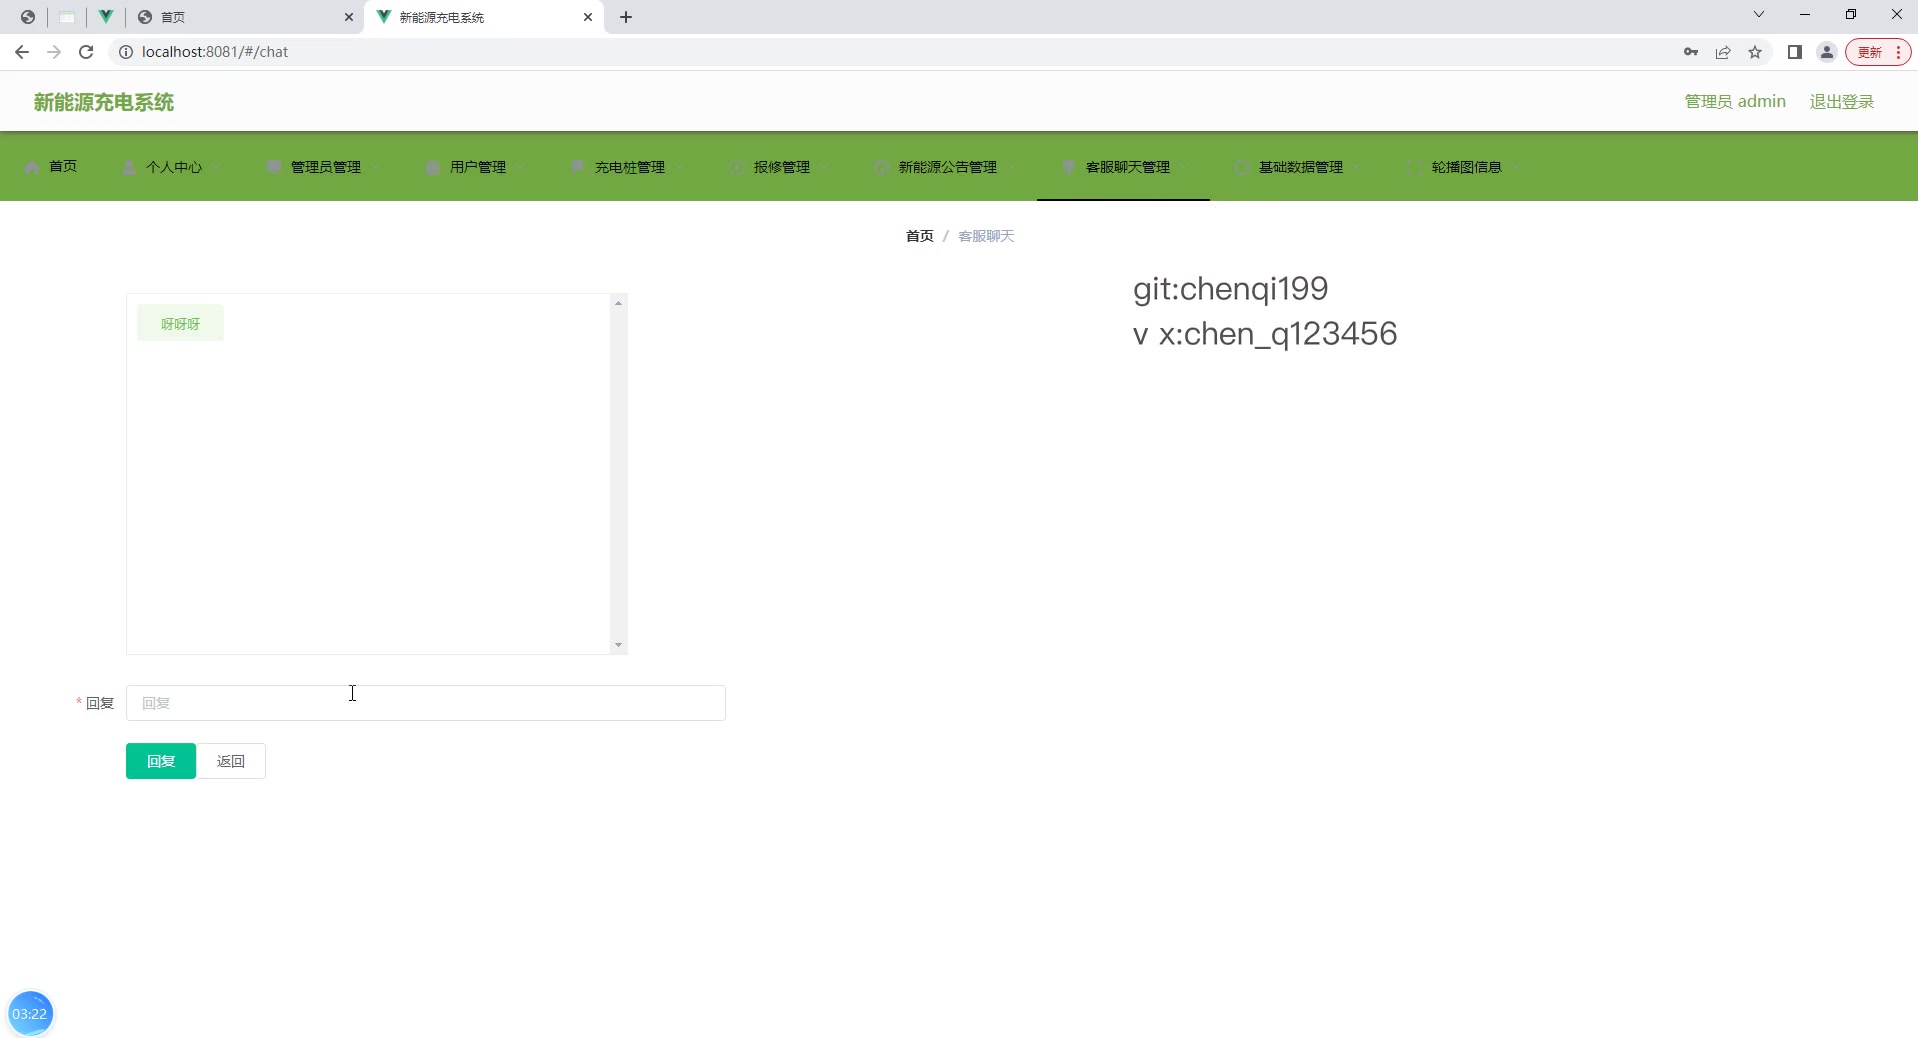 首页
新能源充电系统
localhost:8081/#/chat
更新
新能源充电系统
管理员 admin
退出登录
首页
个人中心
管理员管理
用户管理
充电桩管理
报修管理
新能源公告管理
客服聊天管理
基础数据管理
轮播图信息
首页 / 客服聊天
git:chenqi199
v x:chen_q123456
呀呀呀
* 回复
回复
回复
返回
03:22